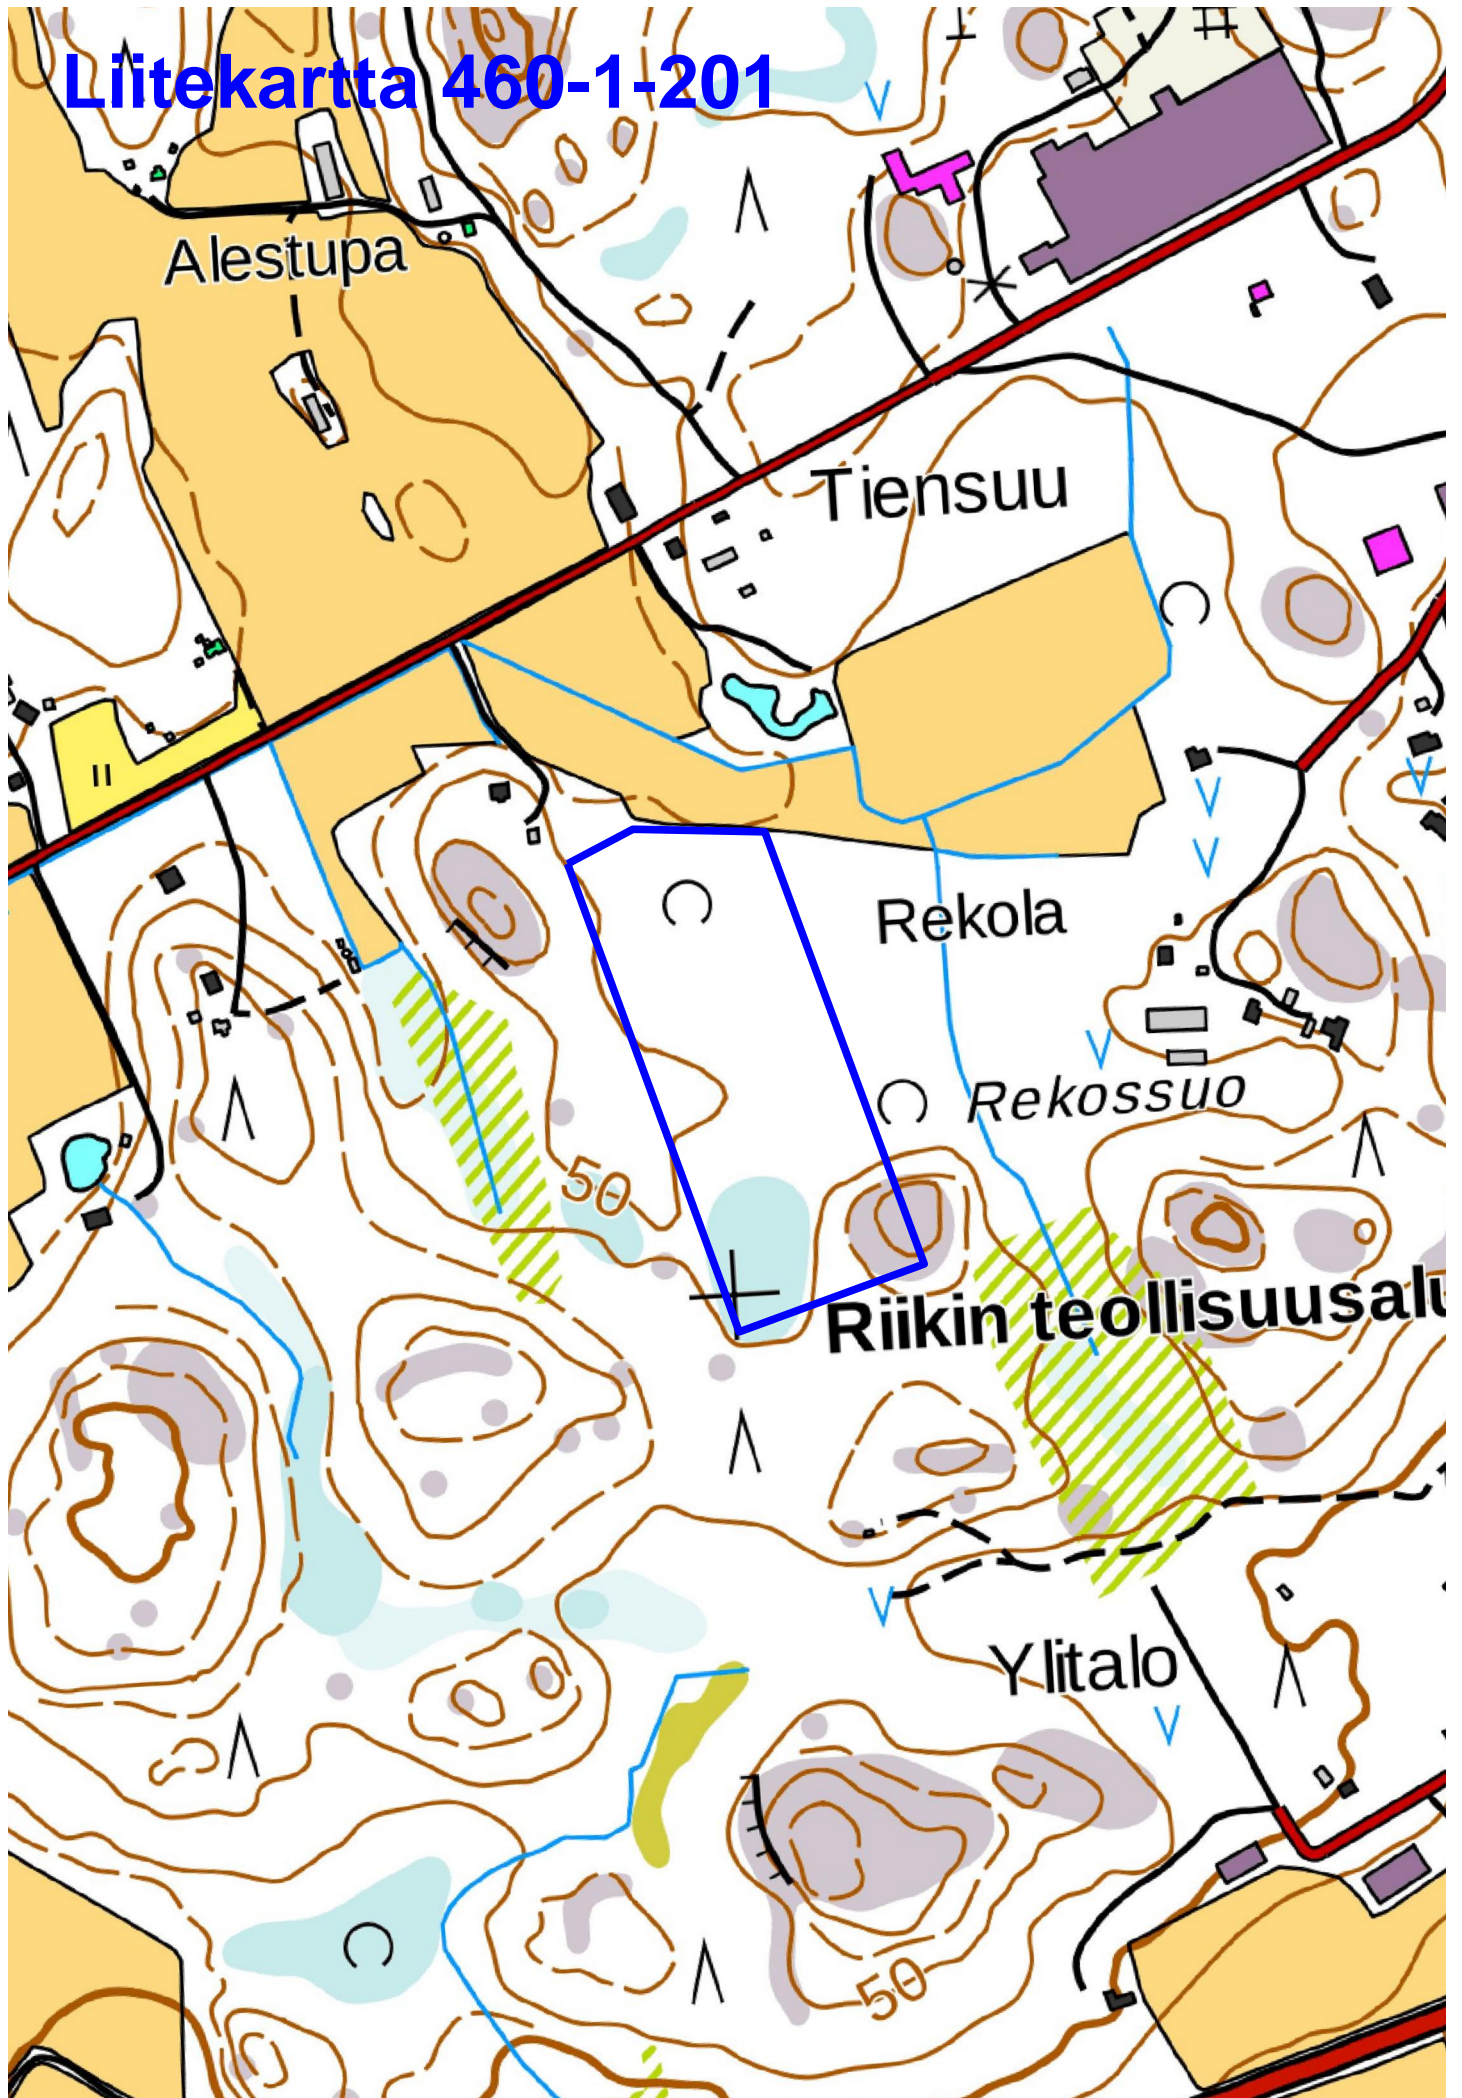 Liitekartta 460-1-201
Alestupa
Tiensuu
Rekola
Rekossuo
50
Riikin teollisuusalu
Ylitalo
50